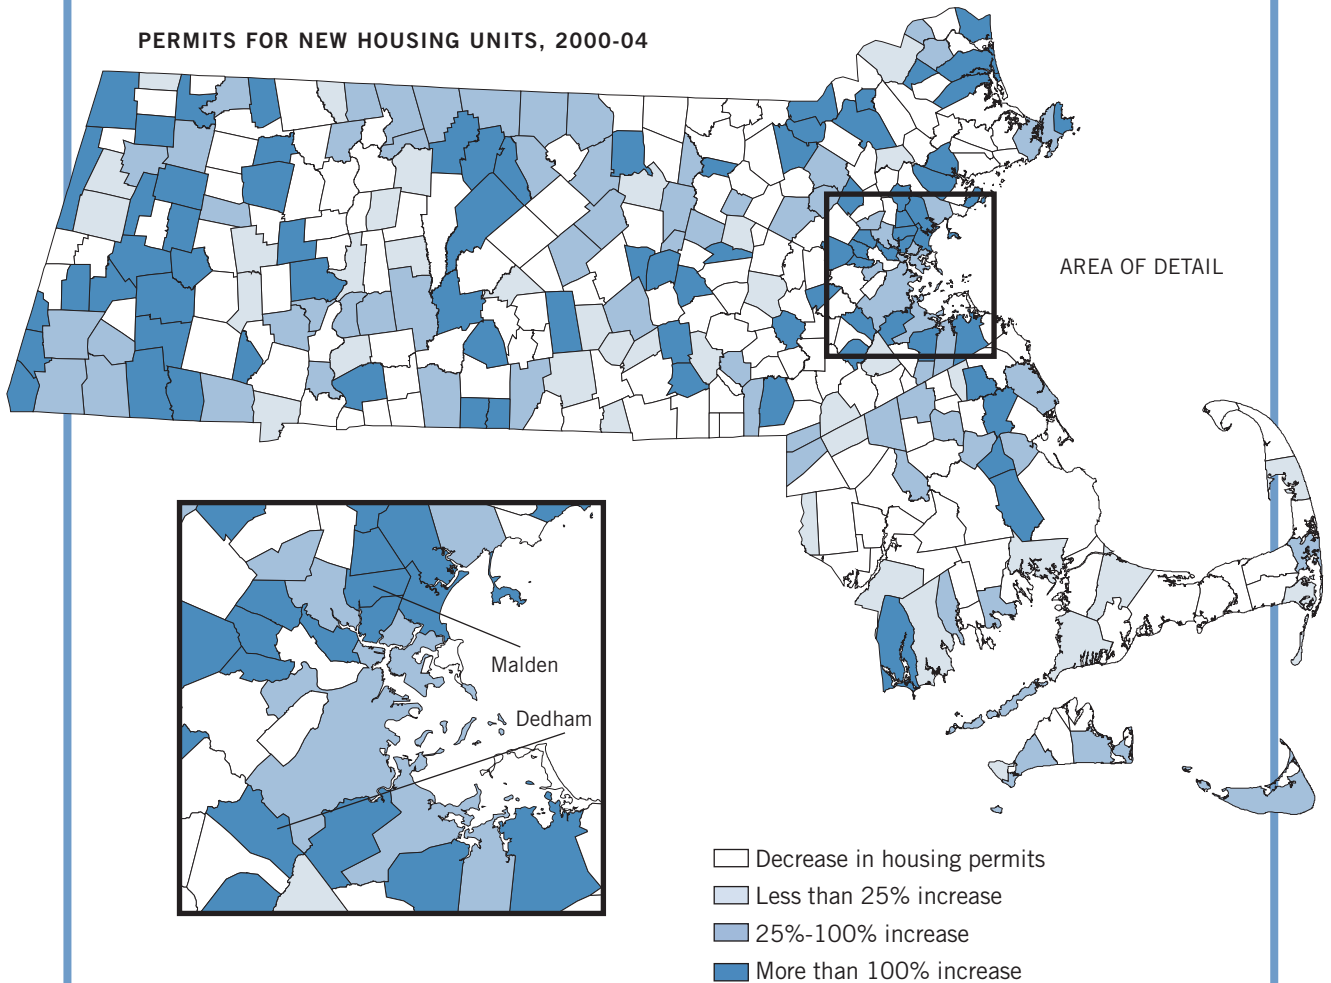 PERMITS FOR NEW HOUSING UNITS, 2000-04
AREA OF DETAIL
Malden
Dedham
Decrease in housing permits
Less than 25% increase
25%-100% increase
More than 100% increase